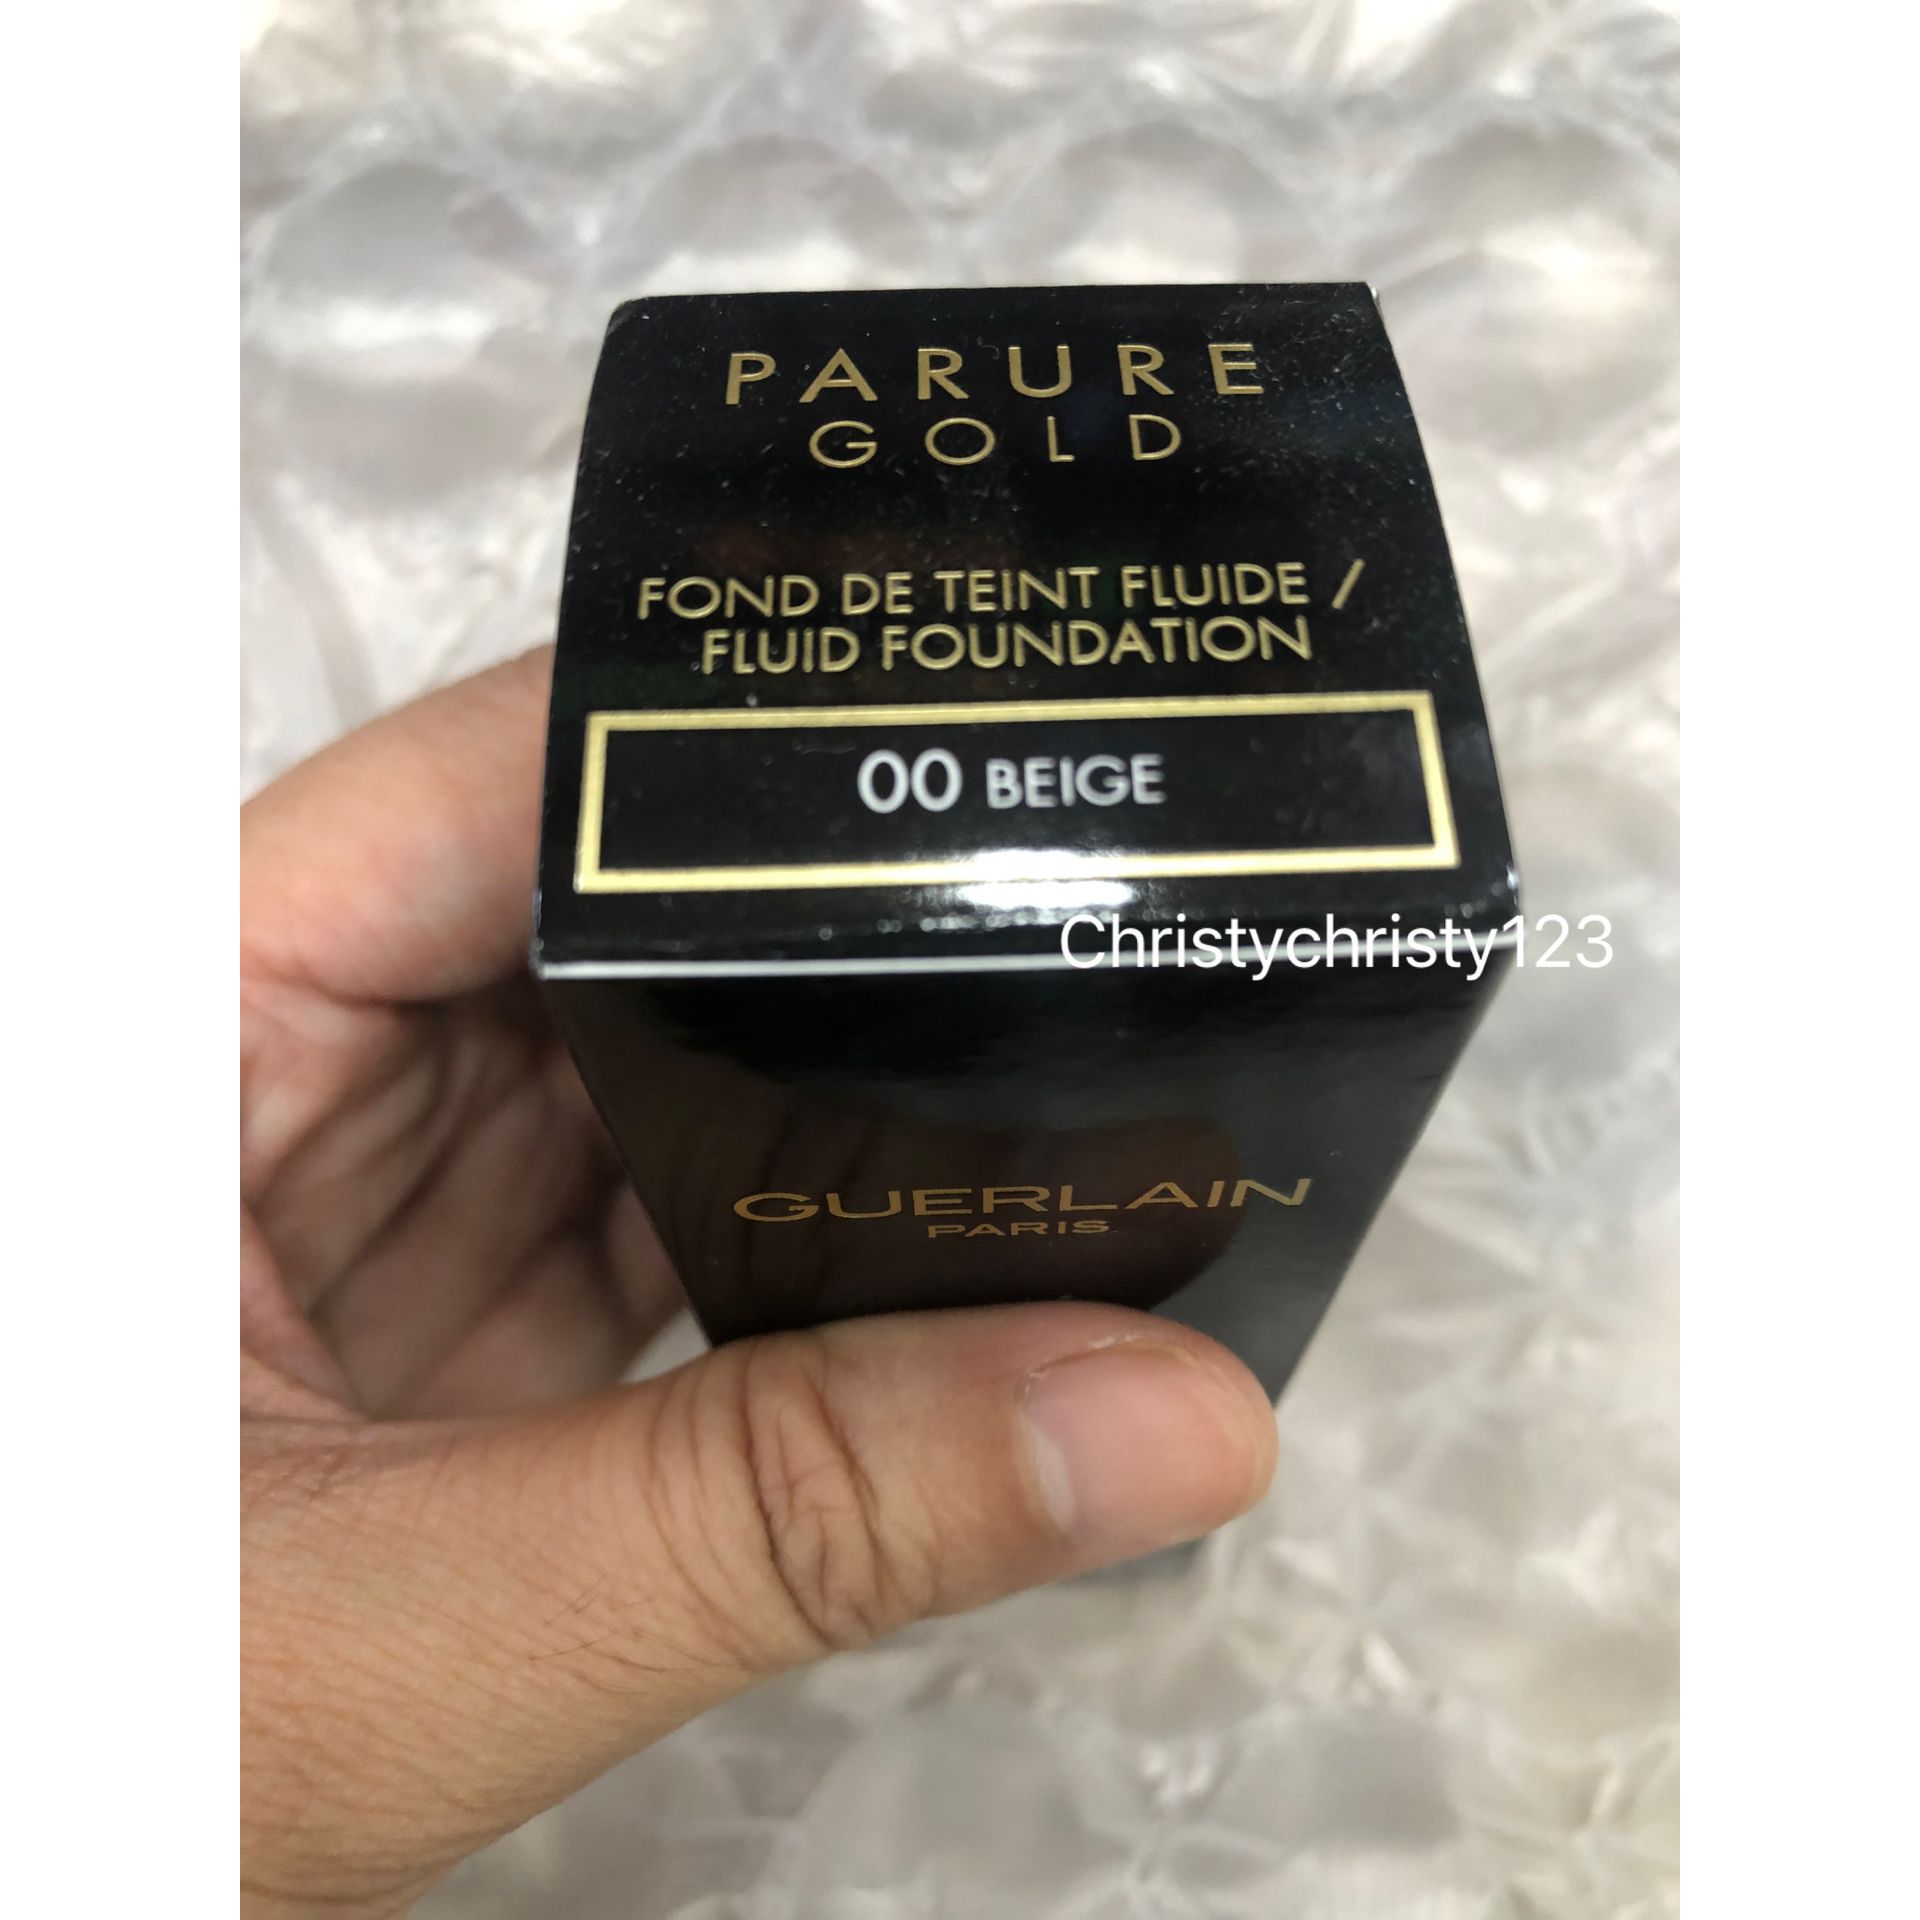 PARURE
GOLD
FOND DE TEINT FLUIDE /
FLUID FOUNDATION
00 BEIGE
Christychristy123
GUERLAIN
PARIS